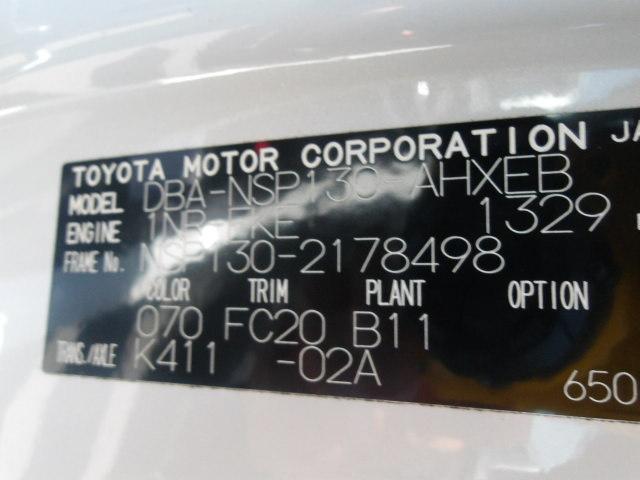 TOYOTA MOTOR CORPORATION JA
MODEL DBA-NSP130-AHXEB
ENGINE 1NR-FKE 1329
FRAME No. NSP130-2178498
COLOR TRIM PLANT OPTION
070 FC20 B11
TRANS./AXLE K411 -02A
650